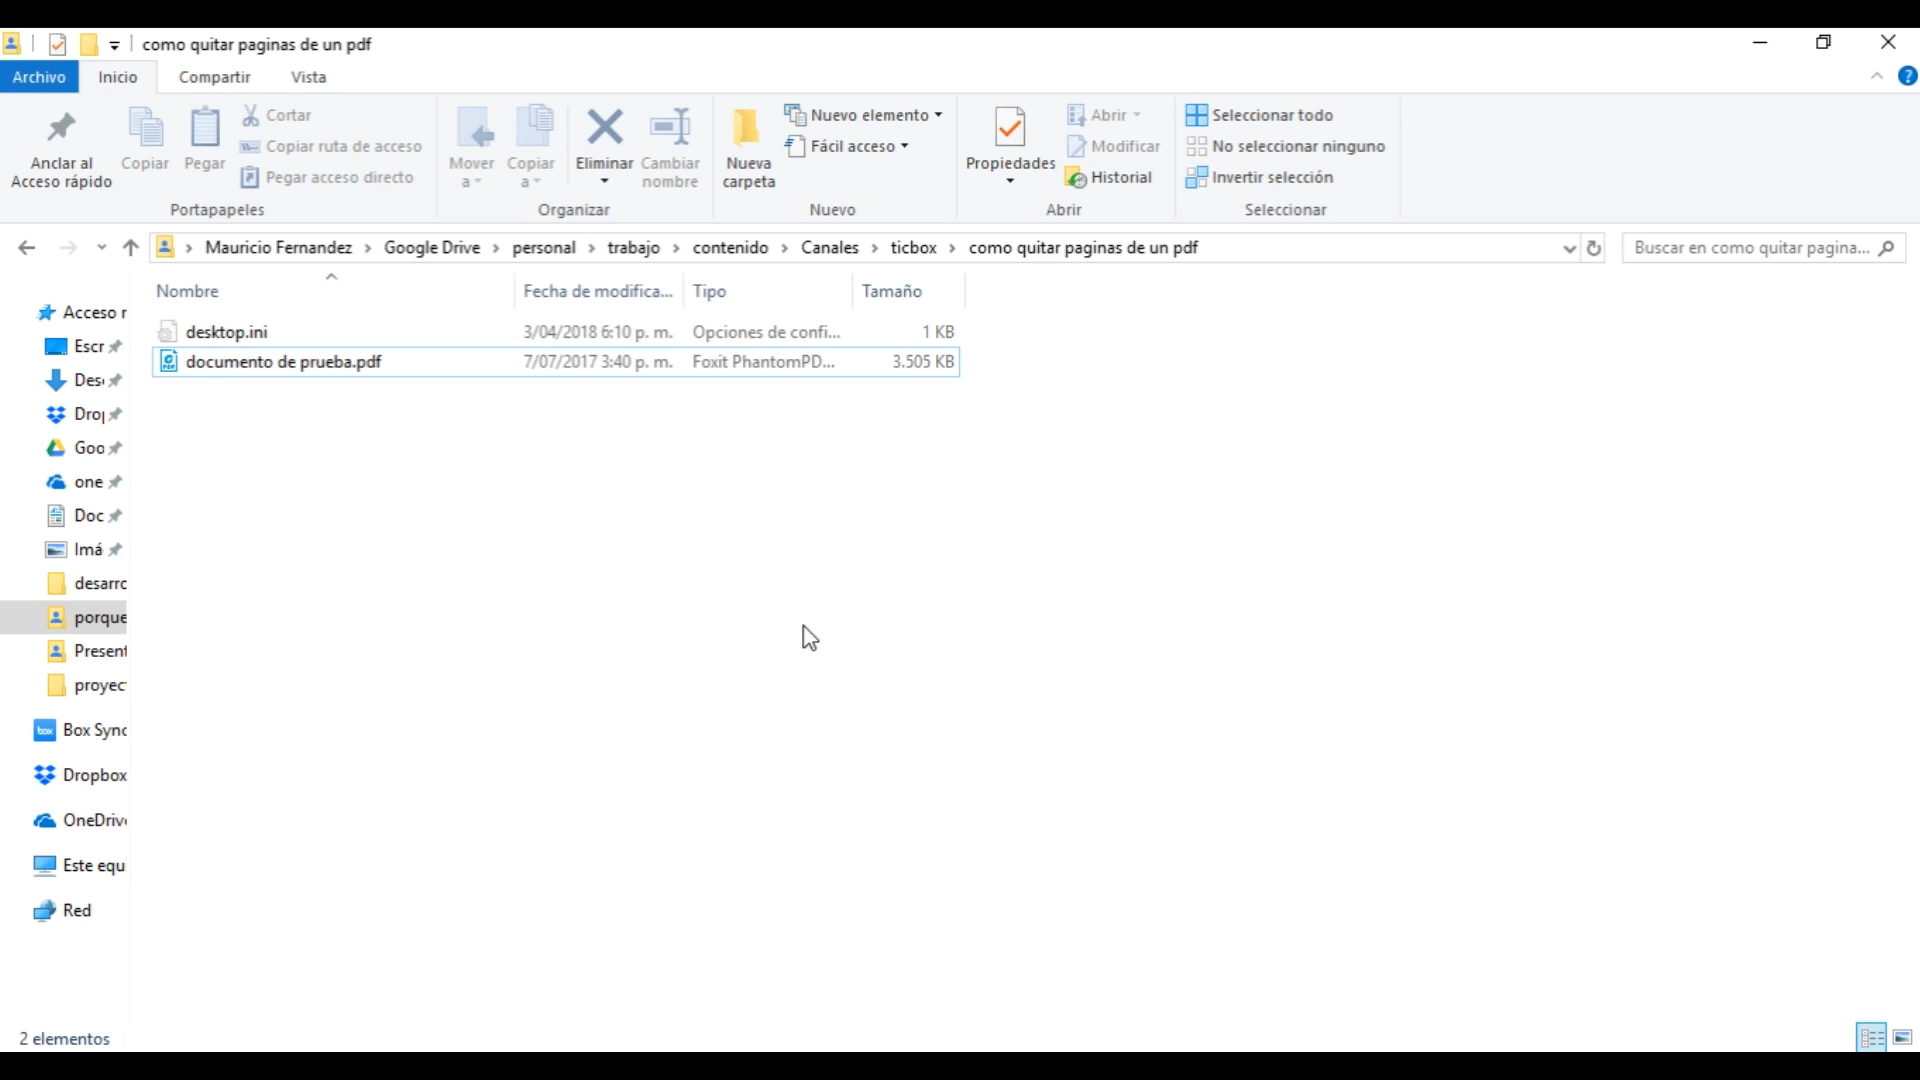 como quitar paginas de un pdf
Archivo Inicio Compartir Vista
Anclar al Acceso rápido
Copiar
Pegar
Cortar
Copiar ruta de acceso
Pegar acceso directo
Portapapeles
Mover a
Copiar a
Eliminar
Cambiar nombre
Organizar
Nueva carpeta
Nuevo elemento
Fácil acceso
Nuevo
Propiedades
Abrir
Modificar
Historial
Abrir
Seleccionar todo
No seleccionar ninguno
Invertir selección
Seleccionar
Mauricio Fernandez › Google Drive › personal › trabajo › contenido › Canales › ticbox › como quitar paginas de un pdf
Buscar en como quitar pagina...
Nombre Fecha de modifica... Tipo Tamaño
desktop.ini 3/04/2018 6:10 p. m. Opciones de confi... 1 KB
documento de prueba.pdf 7/07/2017 3:40 p. m. Foxit PhantomPD... 3.505 KB
Acceso r
Escr
Des
Drop
Goo
one
Doc
Imá
desarro
porque
Present
proyec
Box Sync
Dropbox
OneDriv
Este equ
Red
2 elementos